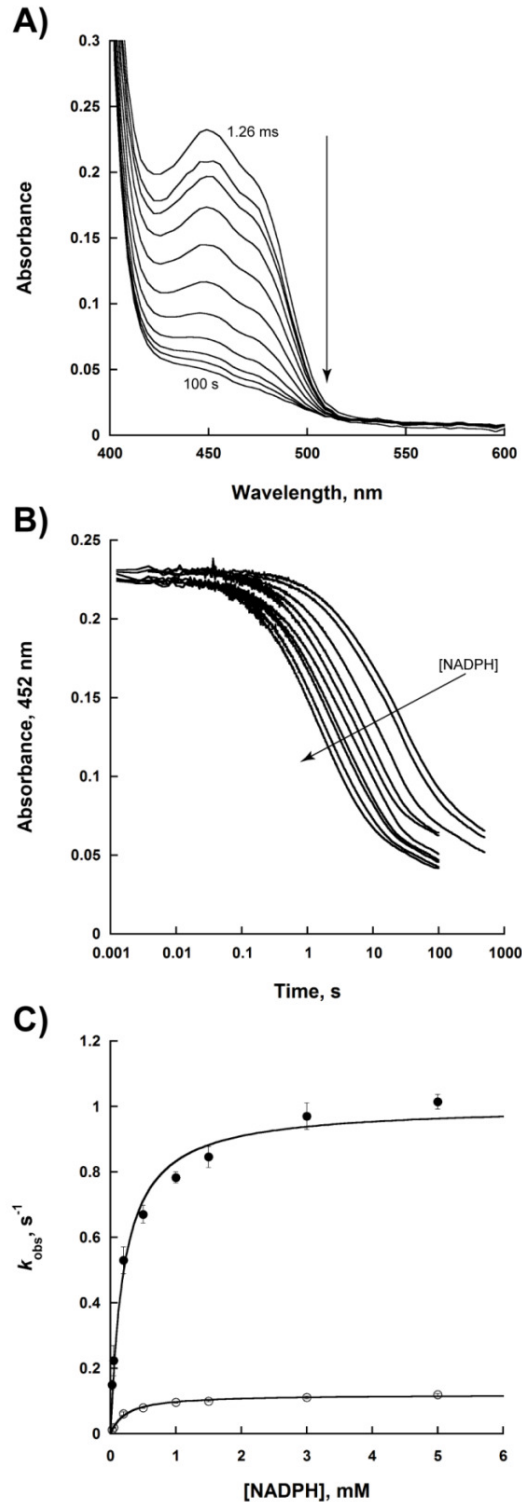 A)
0.3
0.25
0.2
0.15
0.1
0.05
0
1.26 ms
100 s
Absorbance
400 450 500 550 600
Wavelength, nm
B)
0.25
0.2
0.15
0.1
0.05
0
[NADPH]
Absorbance, 452 nm
0.001 0.01 0.1 1 10 100 1000
Time, s
C)
1.2
1
0.8
0.6
0.4
0.2
0
kobs, s-1
0 1 2 3 4 5 6
[NADPH], mM